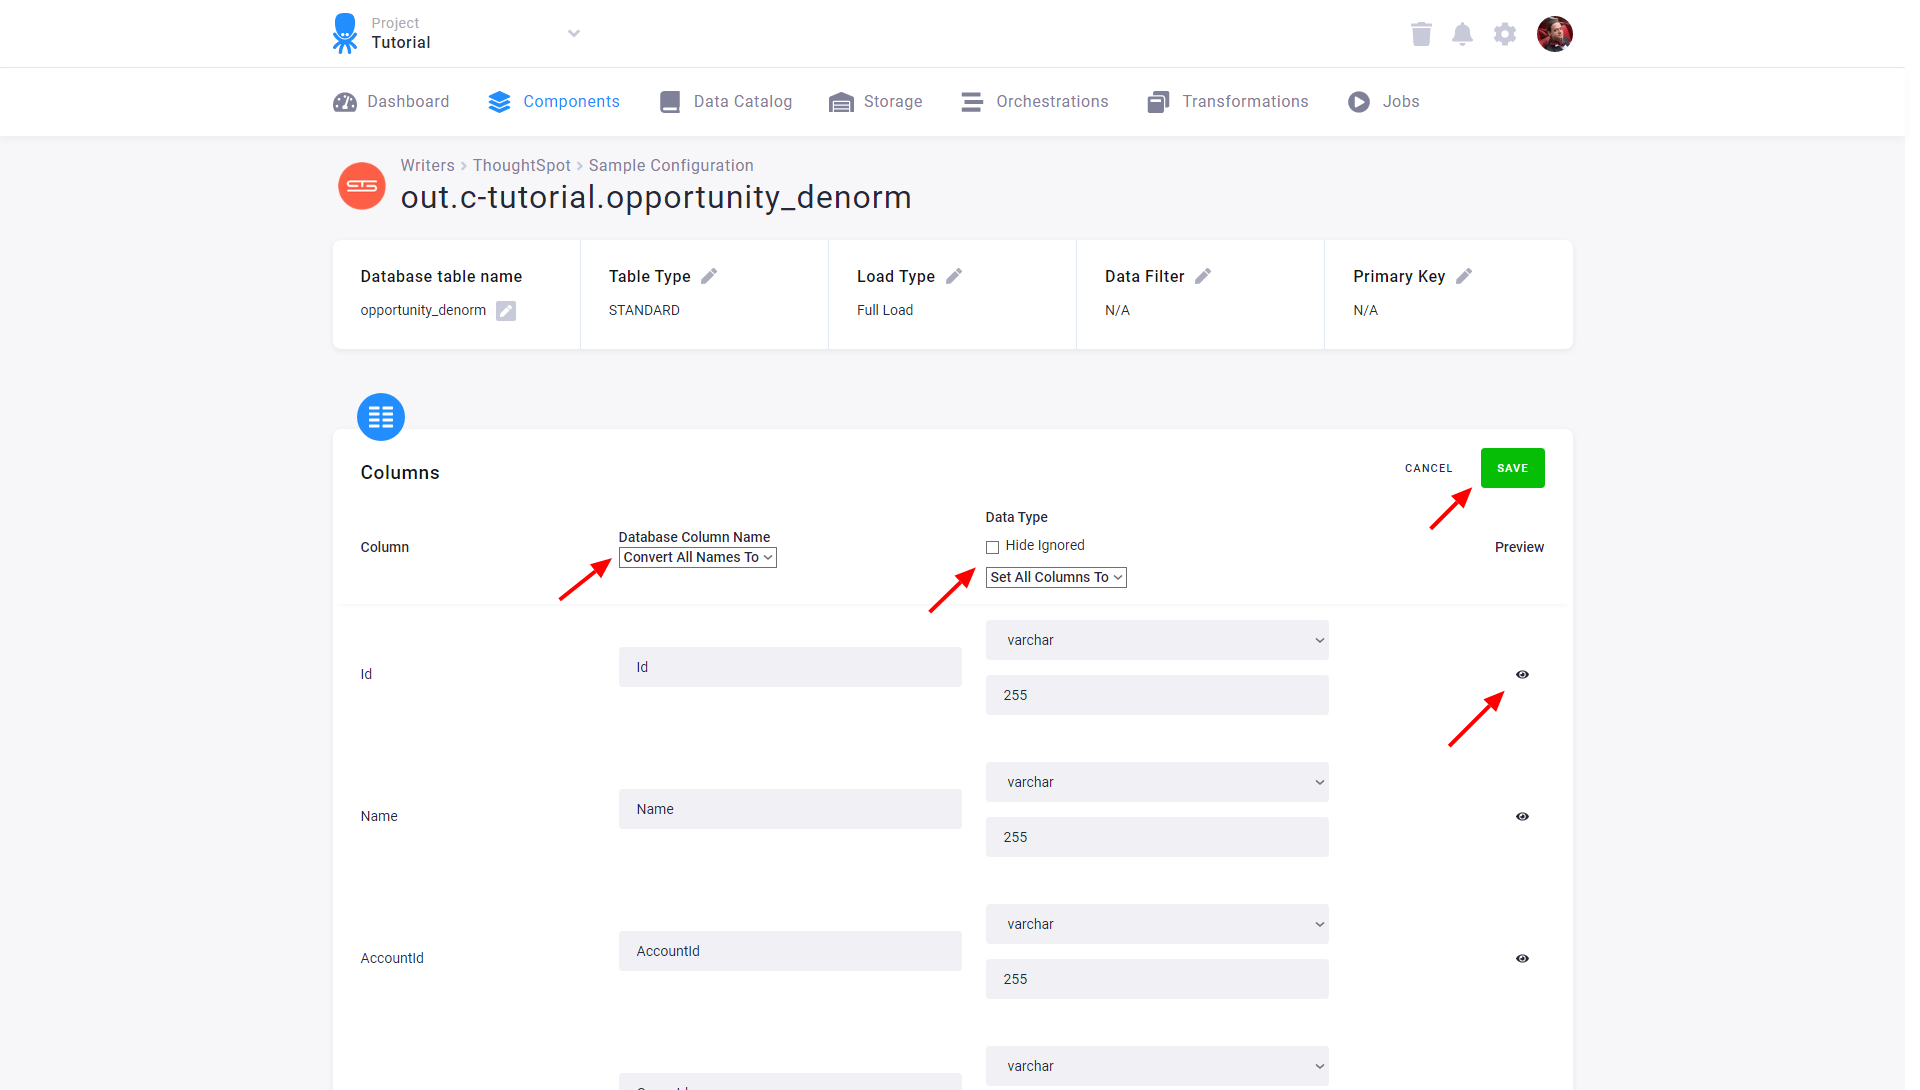 Project
Tutorial
Dashboard
Components
Data Catalog
Storage
Orchestrations
Transformations
Jobs
Writers > ThoughtSpot > Sample Configuration
out.c-tutorial.opportunity_denorm
Database table name
opportunity_denorm
Table Type
STANDARD
Load Type
Full Load
Data Filter
N/A
Primary Key
N/A
Columns
CANCEL
SAVE
Column
Database Column Name
Convert All Names To
Data Type
Hide Ignored
Set All Columns To
Preview
Id
Id
varchar
255
Name
Name
varchar
255
AccountId
AccountId
varchar
255
varchar